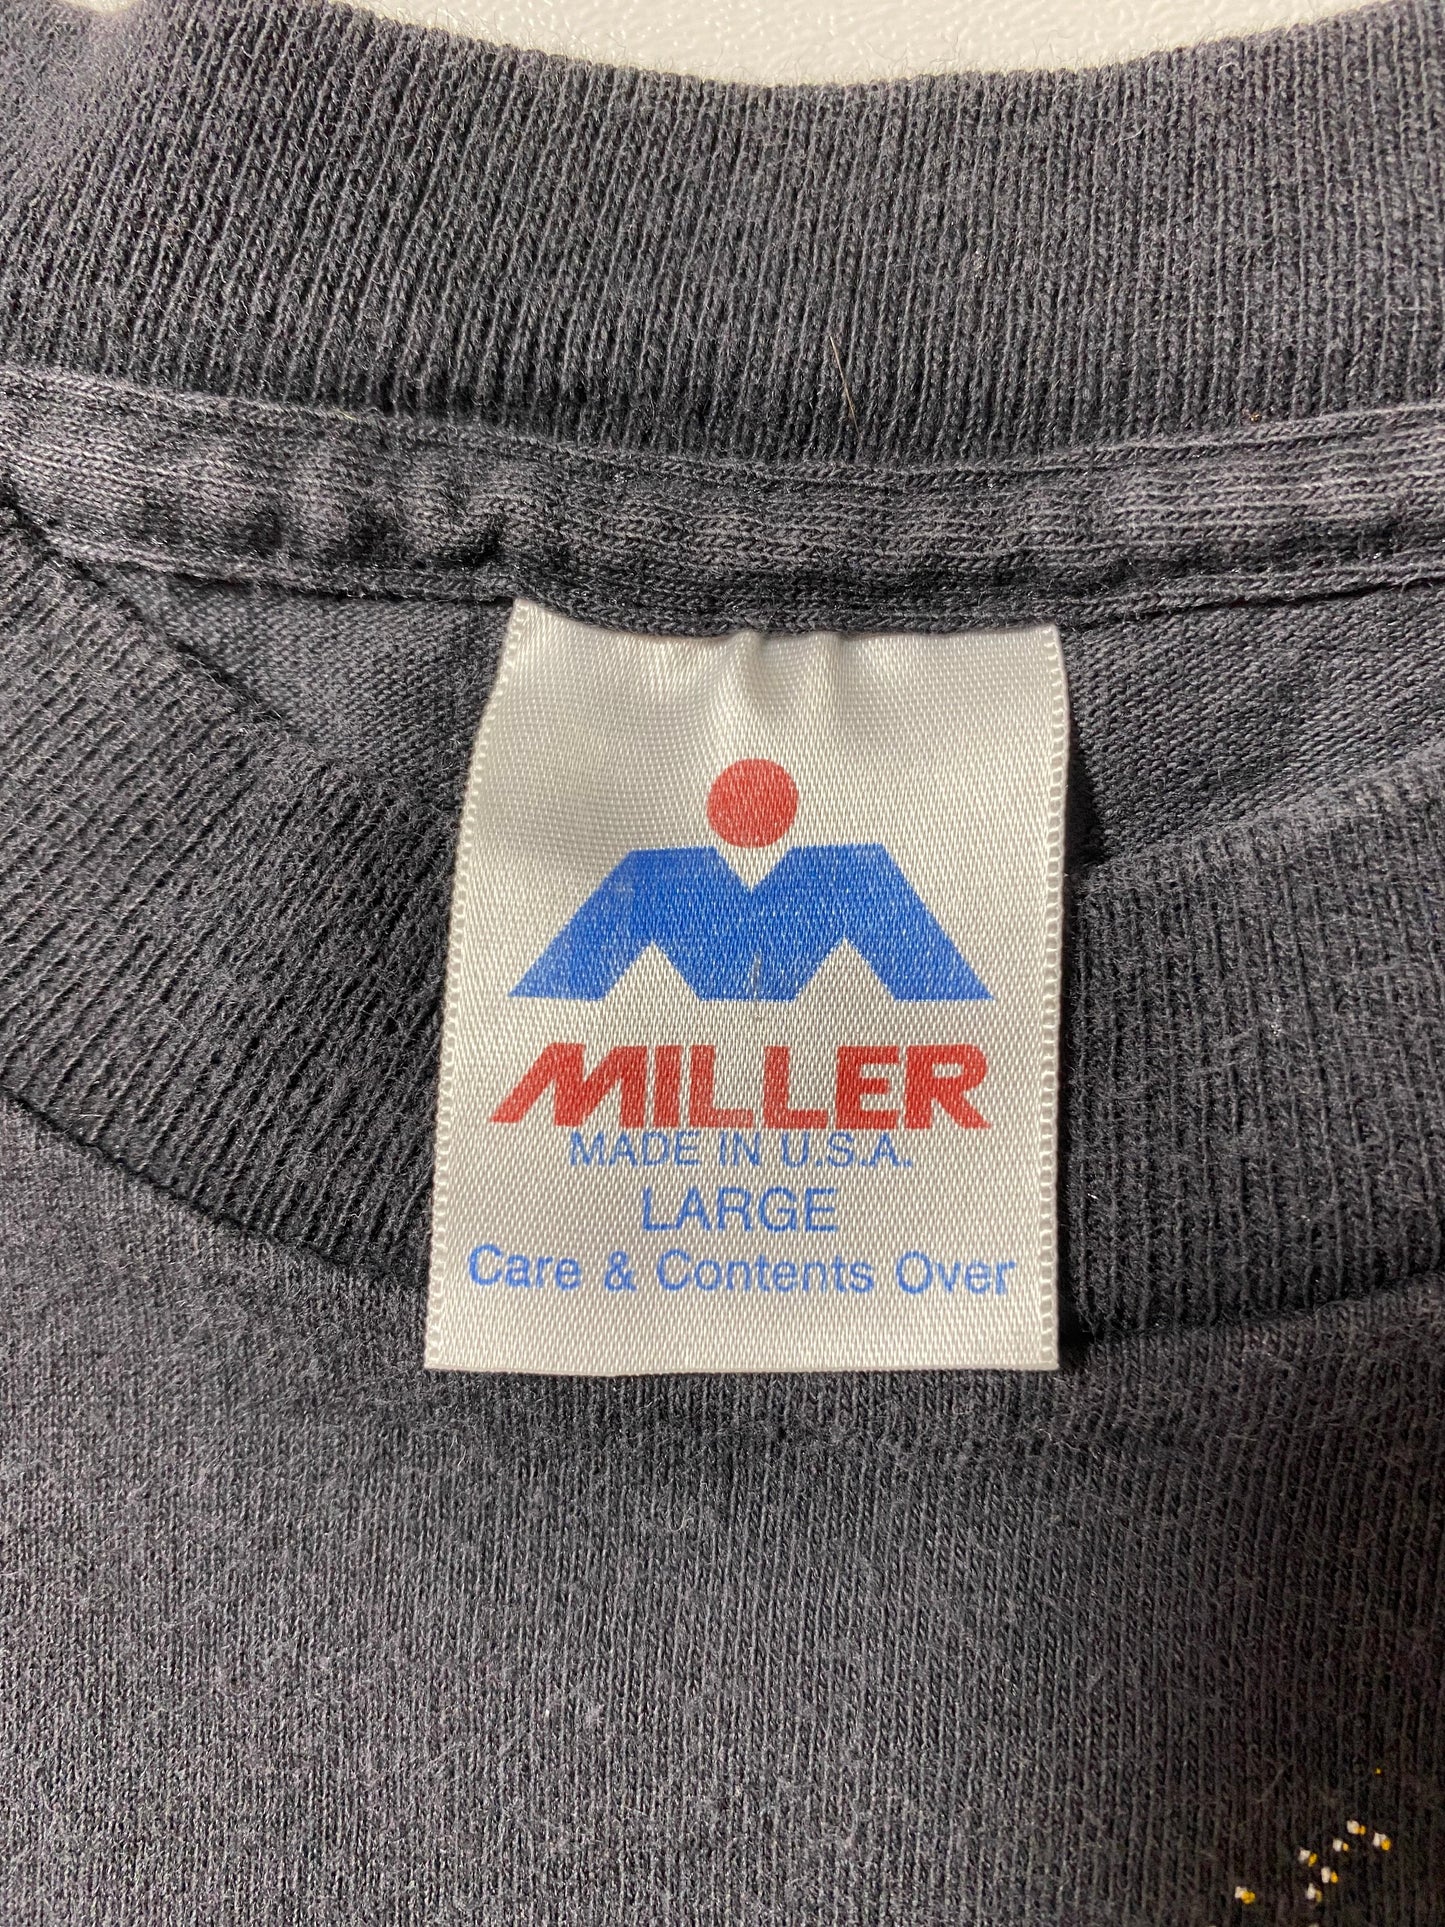 MILLER
MADE IN U.S.A.
LARGE
Care & Contents Over